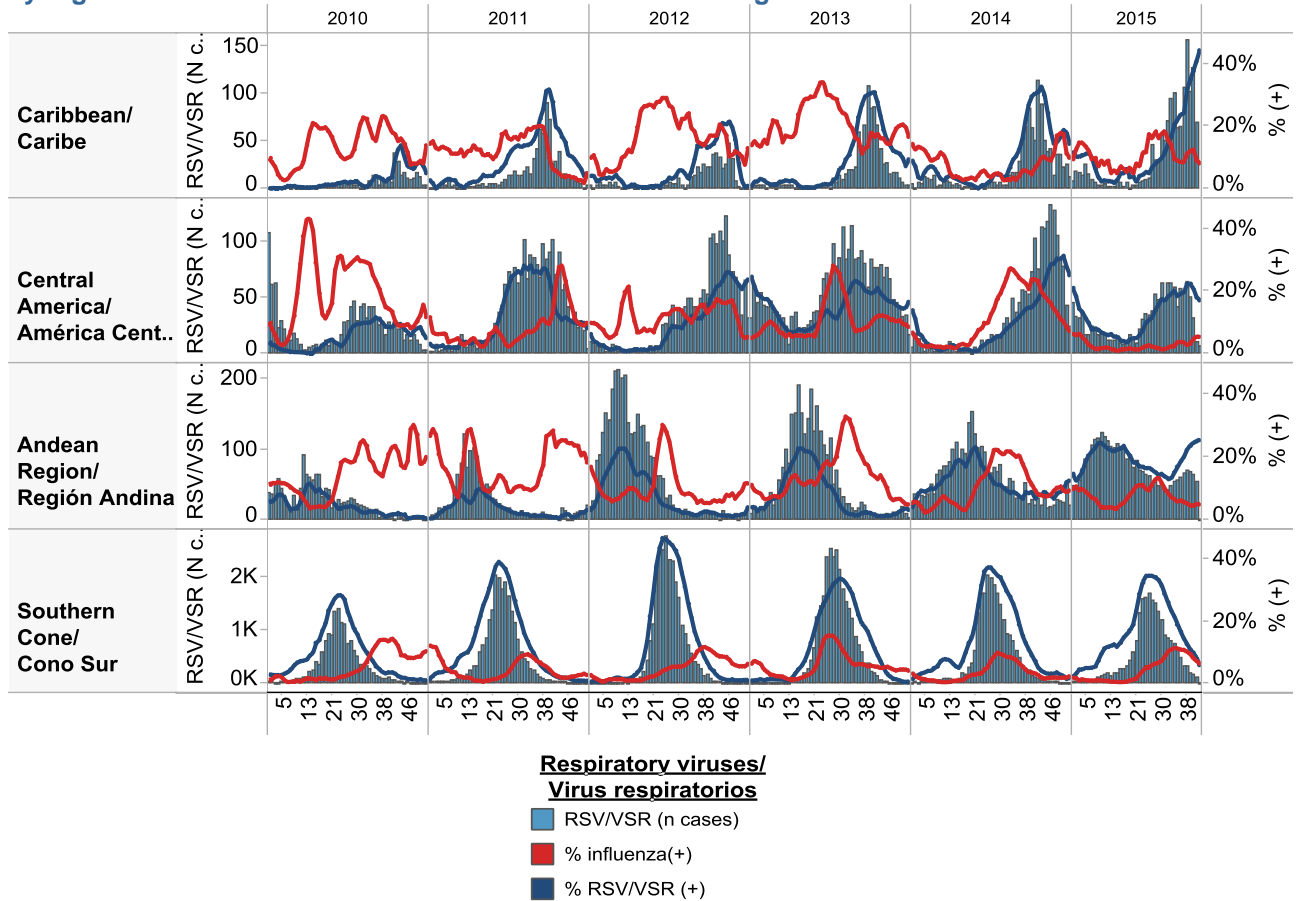 2010 2011 2012 2013 2014 2015
Caribbean/
Caribe
RSV/VSR (N c..
150
100
50
0
40%
20%
0%
% (+)
Central
America/
América Cent..
RSV/VSR (N c..
100
50
0
40%
20%
0%
% (+)
Andean
Region/
Región Andina
RSV/VSR (N c..
200
100
0
40%
20%
0%
% (+)
Southern
Cone/
Cono Sur
RSV/VSR (N c..
2K
1K
0K
40%
20%
0%
% (+)
5 13 21 30 38 46 5 13 21 30 38 46 5 13 21 30 38 46 5 13 21 30 38 46 5 13 21 30 38 46 5 13 21 30 38
Respiratory viruses/
Virus respiratorios
RSV/VSR (n cases)
% influenza(+)
% RSV/VSR (+)